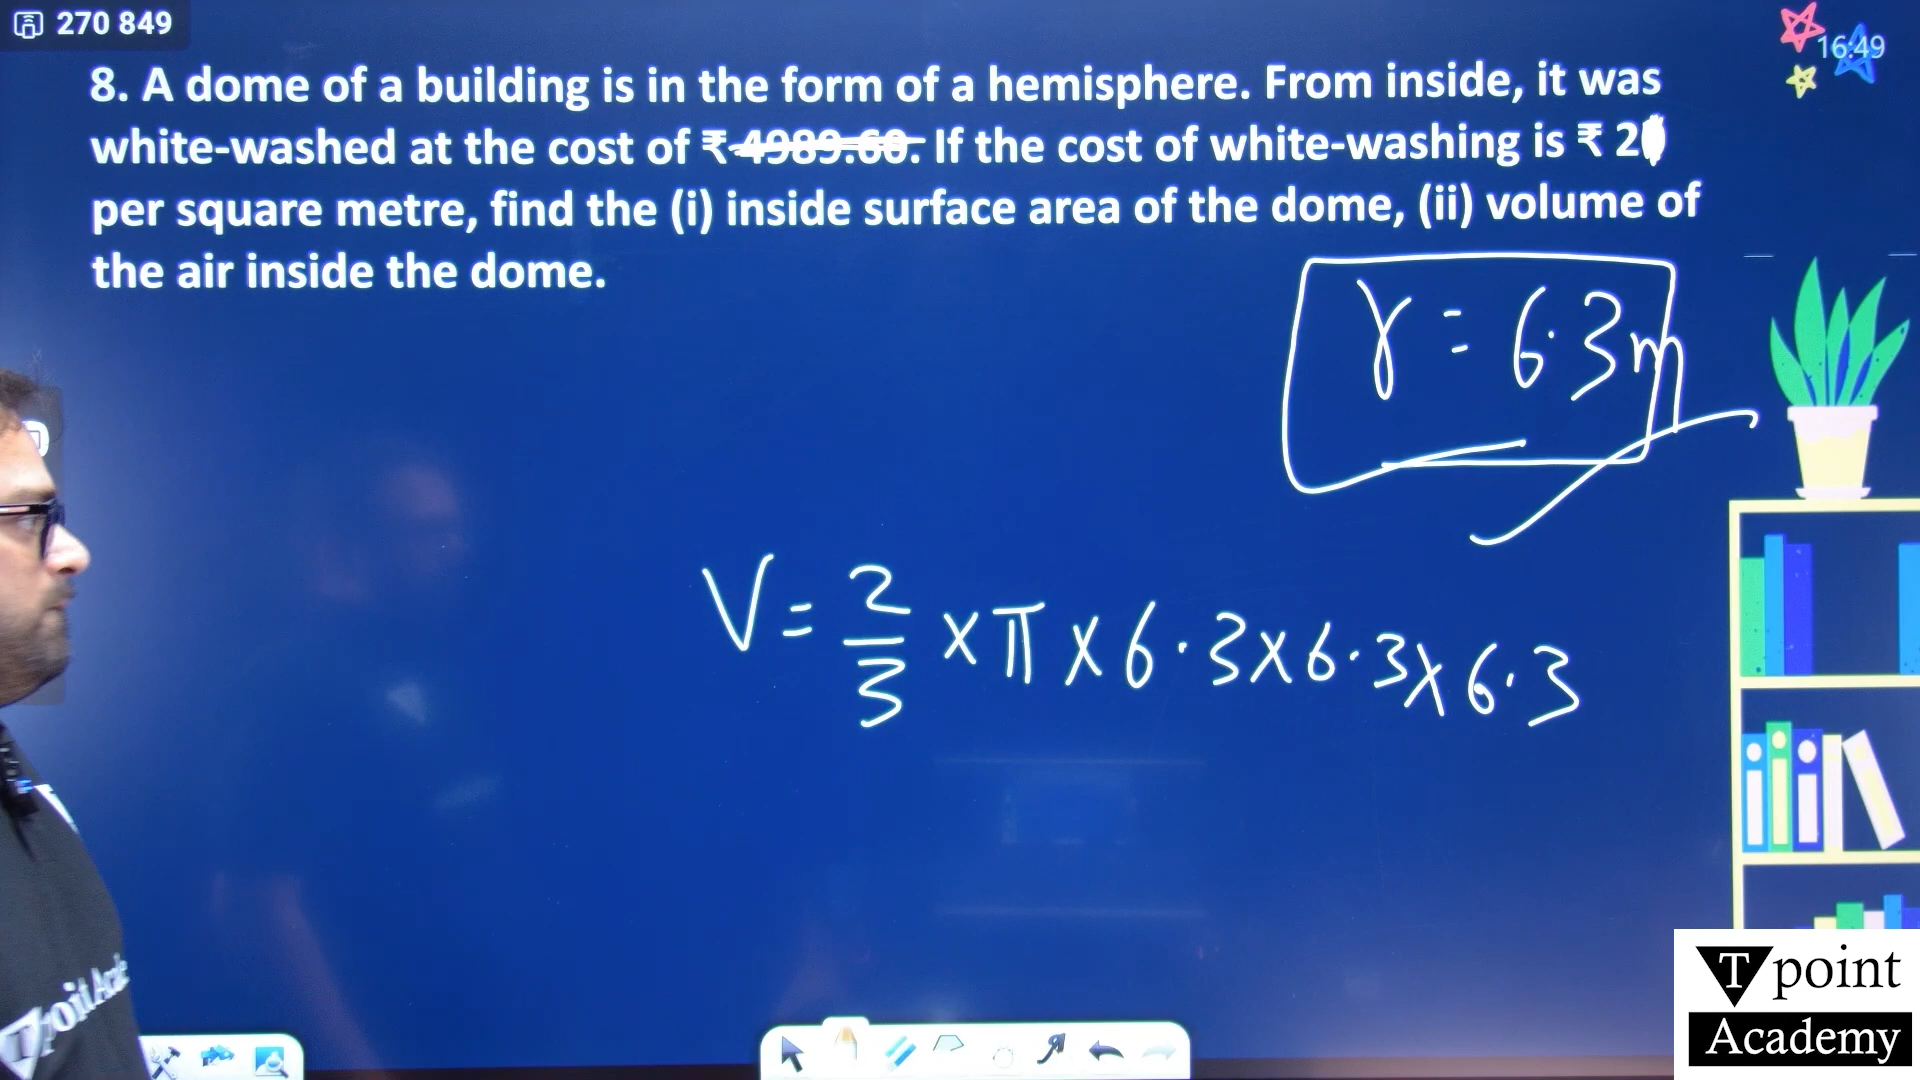 270 849
16:49
8. A dome of a building is in the form of a hemisphere. From inside, it was
white-washed at the cost of ₹ 4989.60. If the cost of white-washing is ₹ 2
per square metre, find the (i) inside surface area of the dome, (ii) volume of
the air inside the dome.
r = 6.3m
V = 2/3 × π × 6.3 × 6.3 × 6.3
T point
Academy